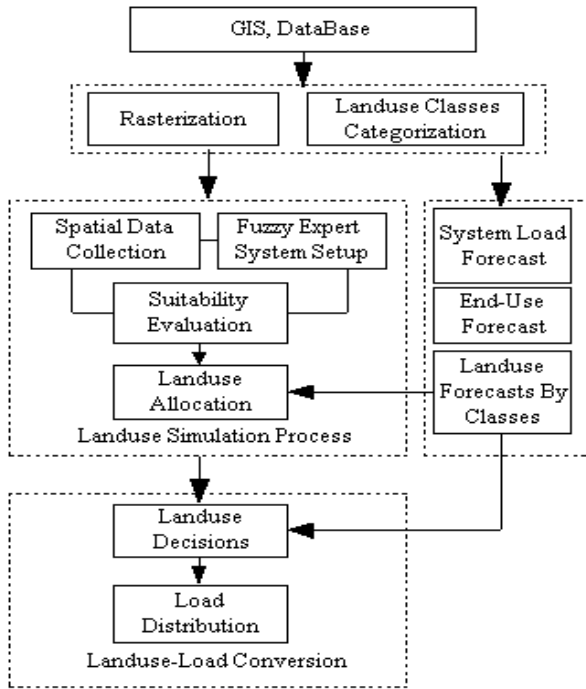 GIS, DataBase
Rasterization
Landuse Classes
Categorization
Spatial Data
Collection
Fuzzy Expert
System Setup
Suitability
Evaluation
Landuse
Allocation
Landuse Simulation Process
System Load
Forecast
End-Use
Forecast
Landuse
Forecasts By
Classes
Landuse
Decisions
Load
Distribution
Landuse-Load Conversion